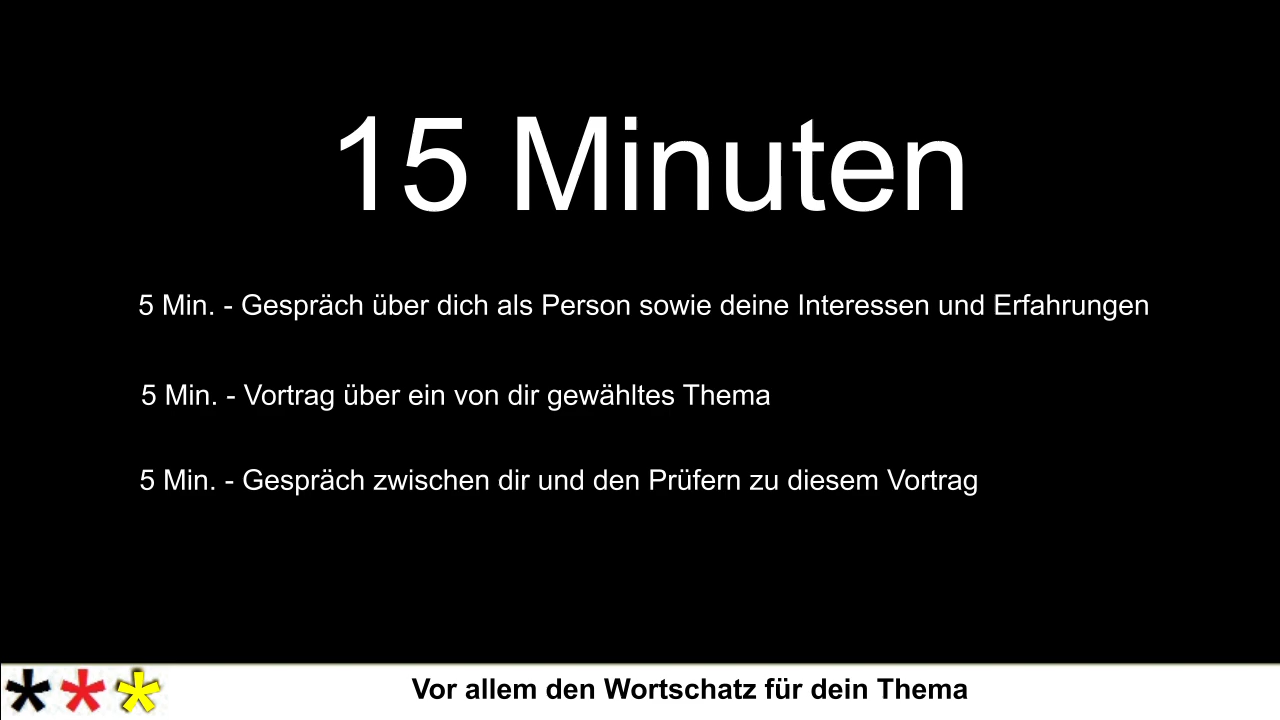 15 Minuten
5 Min. - Gespräch über dich als Person sowie deine Interessen und Erfahrungen
5 Min. - Vortrag über ein von dir gewähltes Thema
5 Min. - Gespräch zwischen dir und den Prüfern zu diesem Vortrag
Vor allem den Wortschatz für dein Thema